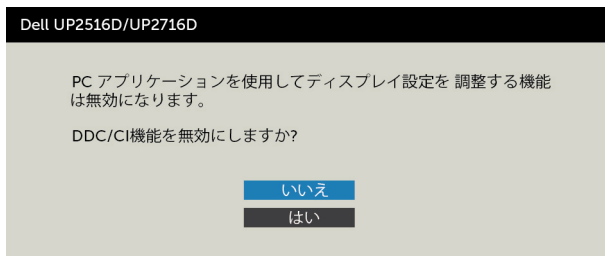 Dell UP2516D/UP2716D
PC アプリケーションを使用してディスプレイ設定を 調整する機能
は無効になります。
DDC/CI機能を無効にしますか?
いいえ
はい